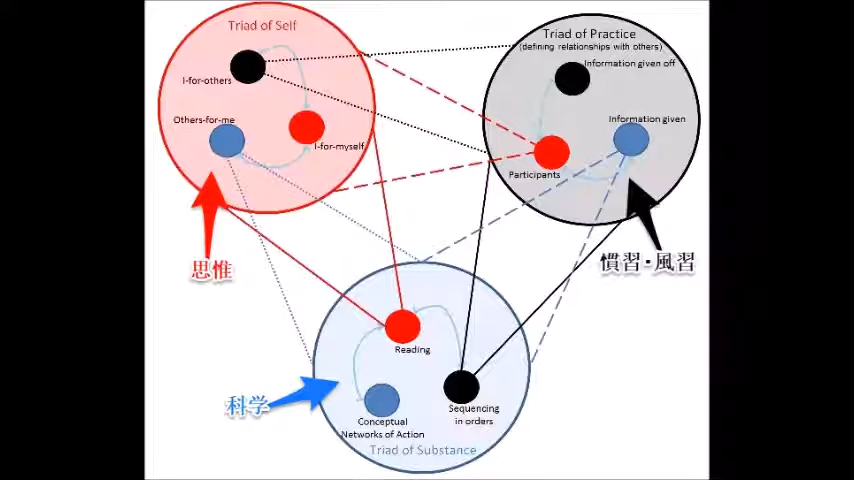 Triad of Self
I-for-others
Others-for-me
I-for-myself
思惟
Triad of Practice
(defining relationships with others)
Information given off
Information given
Participants
慣習・風習
Reading
科学
Sequencing
in orders
Conceptual
Networks of Action
Triad of Substance